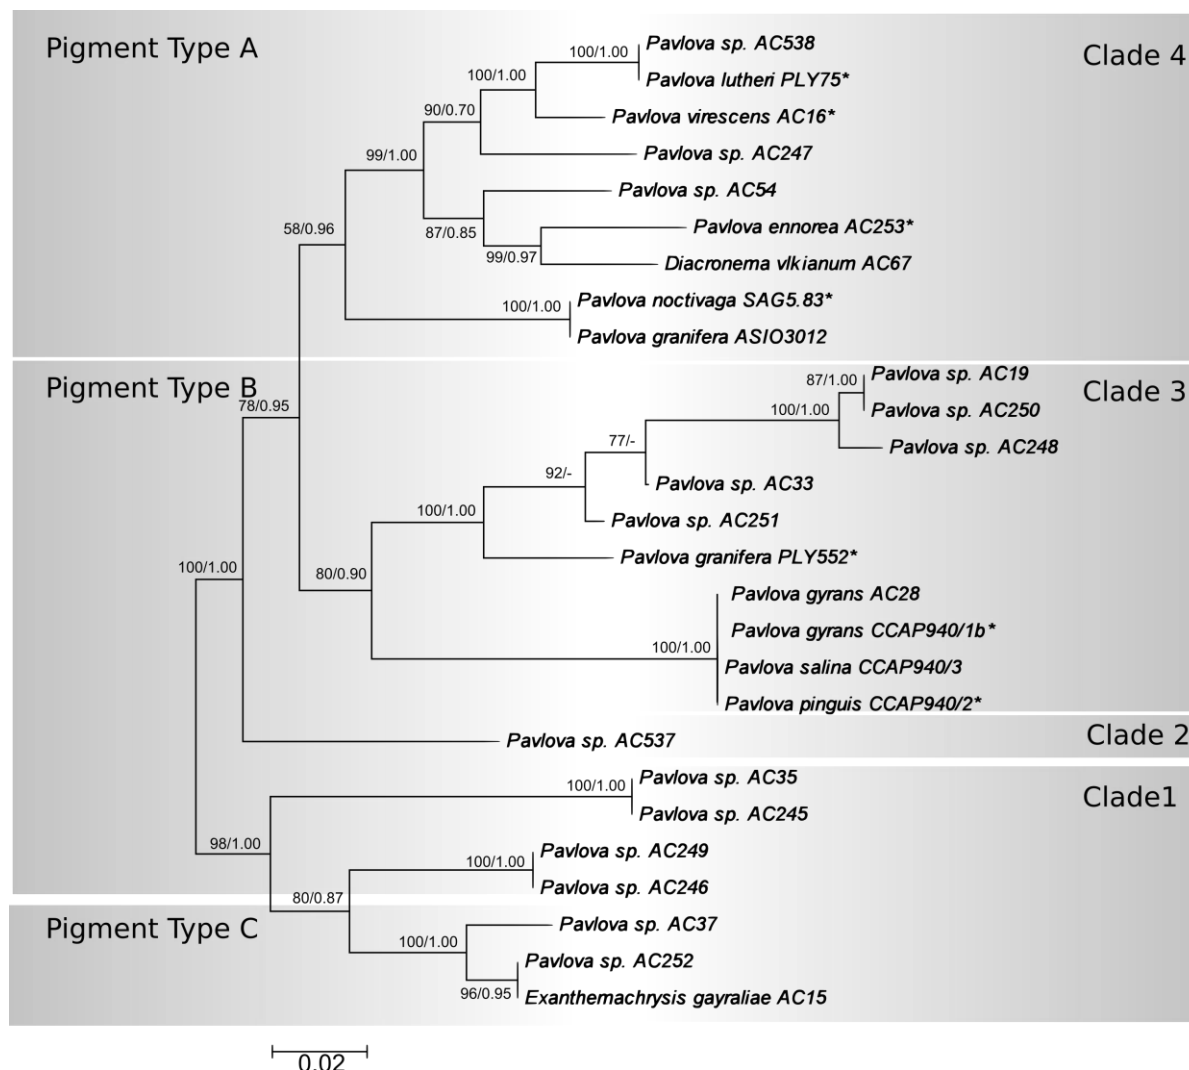 Pigment Type A
Clade 4
Pavlova sp. AC538
100/1.00
Pavlova lutheri PLY75*
100/1.00
Pavlova virescens AC16*
90/0.70
Pavlova sp. AC247
99/1.00
Pavlova sp. AC54
87/0.85
Pavlova ennorea AC253*
58/0.96
99/0.97
Diacronema vlkianum AC67
Pavlova noctivaga SAG5.83*
100/1.00
Pavlova granifera ASIO3012
Pigment Type B
Clade 3
Pavlova sp. AC19
87/1.00
78/0.95
100/1.00
Pavlova sp. AC250
Pavlova sp. AC248
77/-
92/-
Pavlova sp. AC33
100/1.00
Pavlova sp. AC251
Pavlova granifera PLY552*
100/1.00
80/0.90
Pavlova gyrans AC28
Pavlova gyrans CCAP940/1b*
100/1.00
Pavlova salina CCAP940/3
Pavlova pinguis CCAP940/2*
Pavlova sp. AC537
Clade 2
Pavlova sp. AC35
100/1.00
Clade1
Pavlova sp. AC245
98/1.00
Pavlova sp. AC249
100/1.00
Pavlova sp. AC246
80/0.87
Pigment Type C
Pavlova sp. AC37
100/1.00
Pavlova sp. AC252
96/0.95
Exanthemachrysis gayraliae AC15
0.02